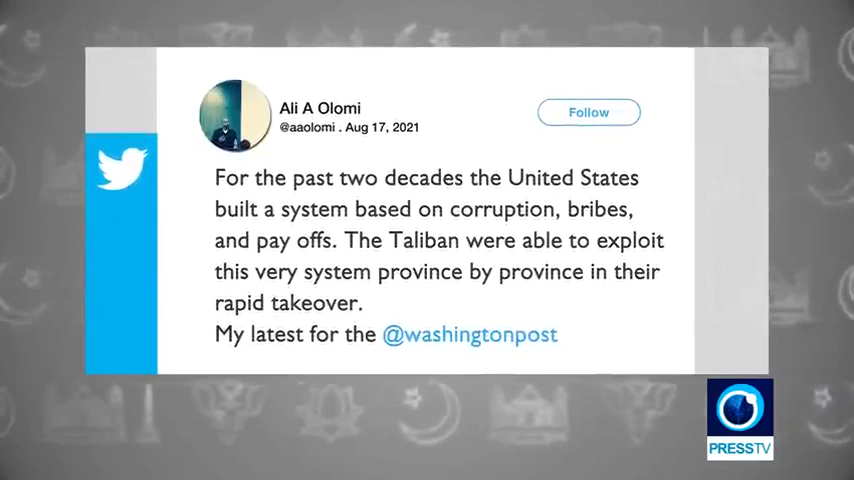 Ali A Olomi
@aaolomi . Aug 17, 2021
Follow
For the past two decades the United States
built a system based on corruption, bribes,
and pay offs. The Taliban were able to exploit
this very system province by province in their
rapid takeover.
My latest for the @washingtonpost
PRESSTV